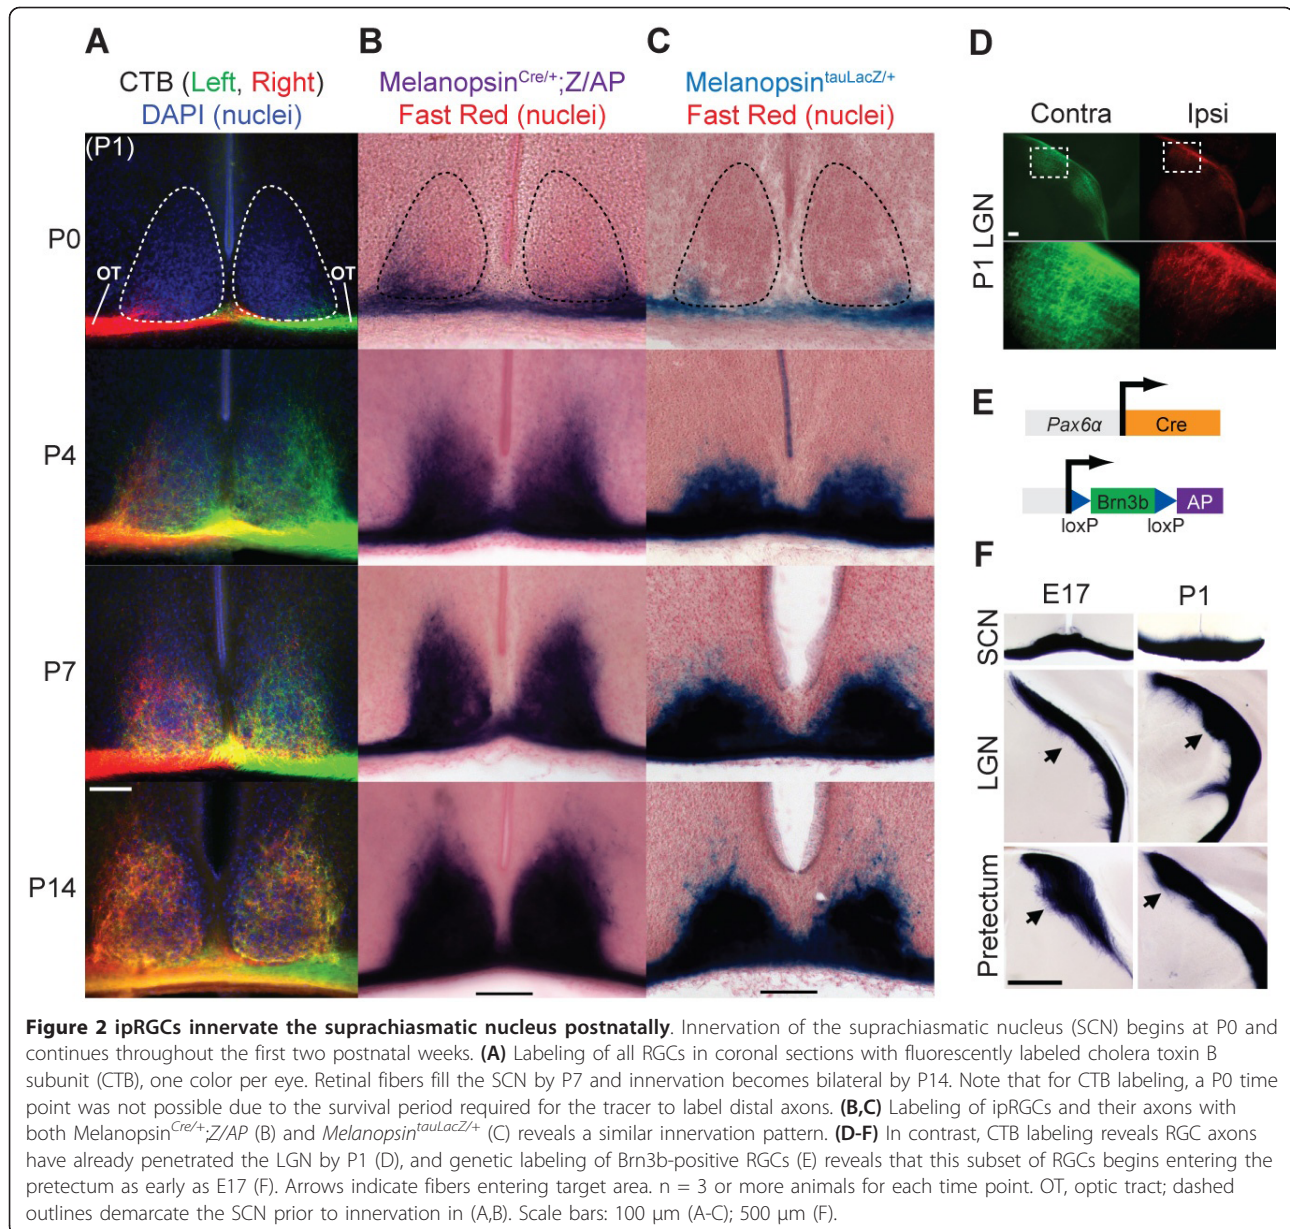 A
B
C
D
CTB (Left, Right)
DAPI (nuclei)
Melanopsin^Cre/+;Z/AP
Fast Red (nuclei)
Melanopsin^tauLacZ/+
Fast Red (nuclei)
Contra
Ipsi
(P1)
P0
OT
OT
P1 LGN
P4
E
Pax6α
Cre
Brn3b
AP
loxP
loxP
F
E17
P1
SCN
P7
LGN
P14
Pretectum
Figure 2 ipRGCs innervate the suprachiasmatic nucleus postnatally. Innervation of the suprachiasmatic nucleus (SCN) begins at P0 and
continues throughout the first two postnatal weeks. (A) Labeling of all RGCs in coronal sections with fluorescently labeled cholera toxin B
subunit (CTB), one color per eye. Retinal fibers fill the SCN by P7 and innervation becomes bilateral by P14. Note that for CTB labeling, a P0 time
point was not possible due to the survival period required for the tracer to label distal axons. (B,C) Labeling of ipRGCs and their axons with
both Melanopsin^Cre/+;Z/AP (B) and Melanopsin^tauLacZ/+ (C) reveals a similar innervation pattern. (D-F) In contrast, CTB labeling reveals RGC axons
have already penetrated the LGN by P1 (D), and genetic labeling of Brn3b-positive RGCs (E) reveals that this subset of RGCs begins entering the
pretectum as early as E17 (F). Arrows indicate fibers entering target area. n = 3 or more animals for each time point. OT, optic tract; dashed
outlines demarcate the SCN prior to innervation in (A,B). Scale bars: 100 μm (A-C); 500 μm (F).